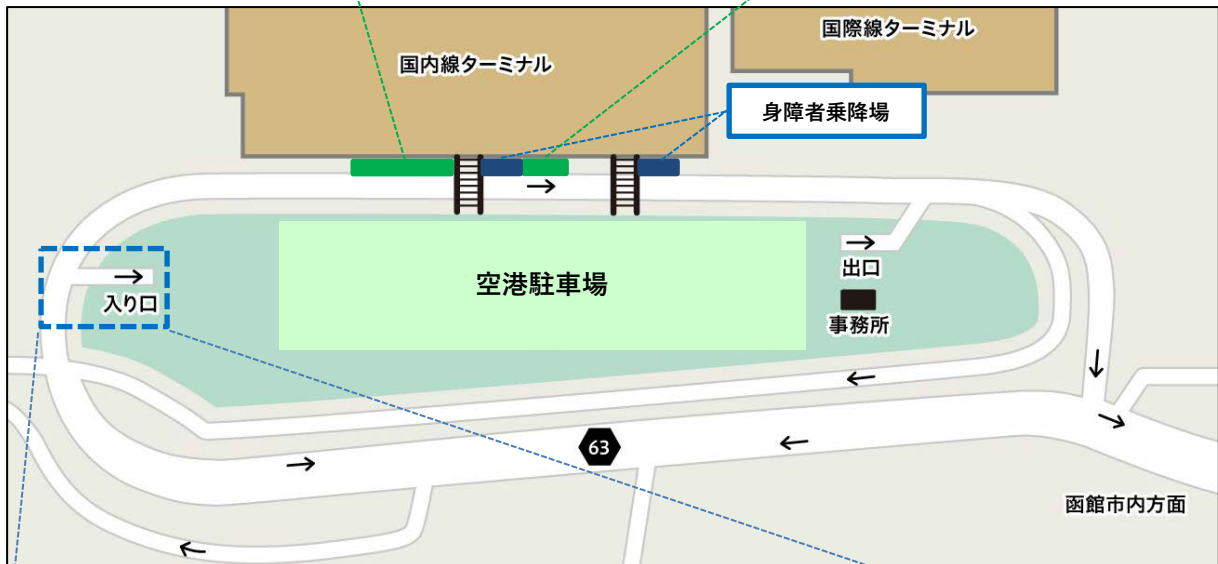 国際線ターミナル
国内線ターミナル
身障者乗降場
空港駐車場
出口
入り口
事務所
63
函館市内方面